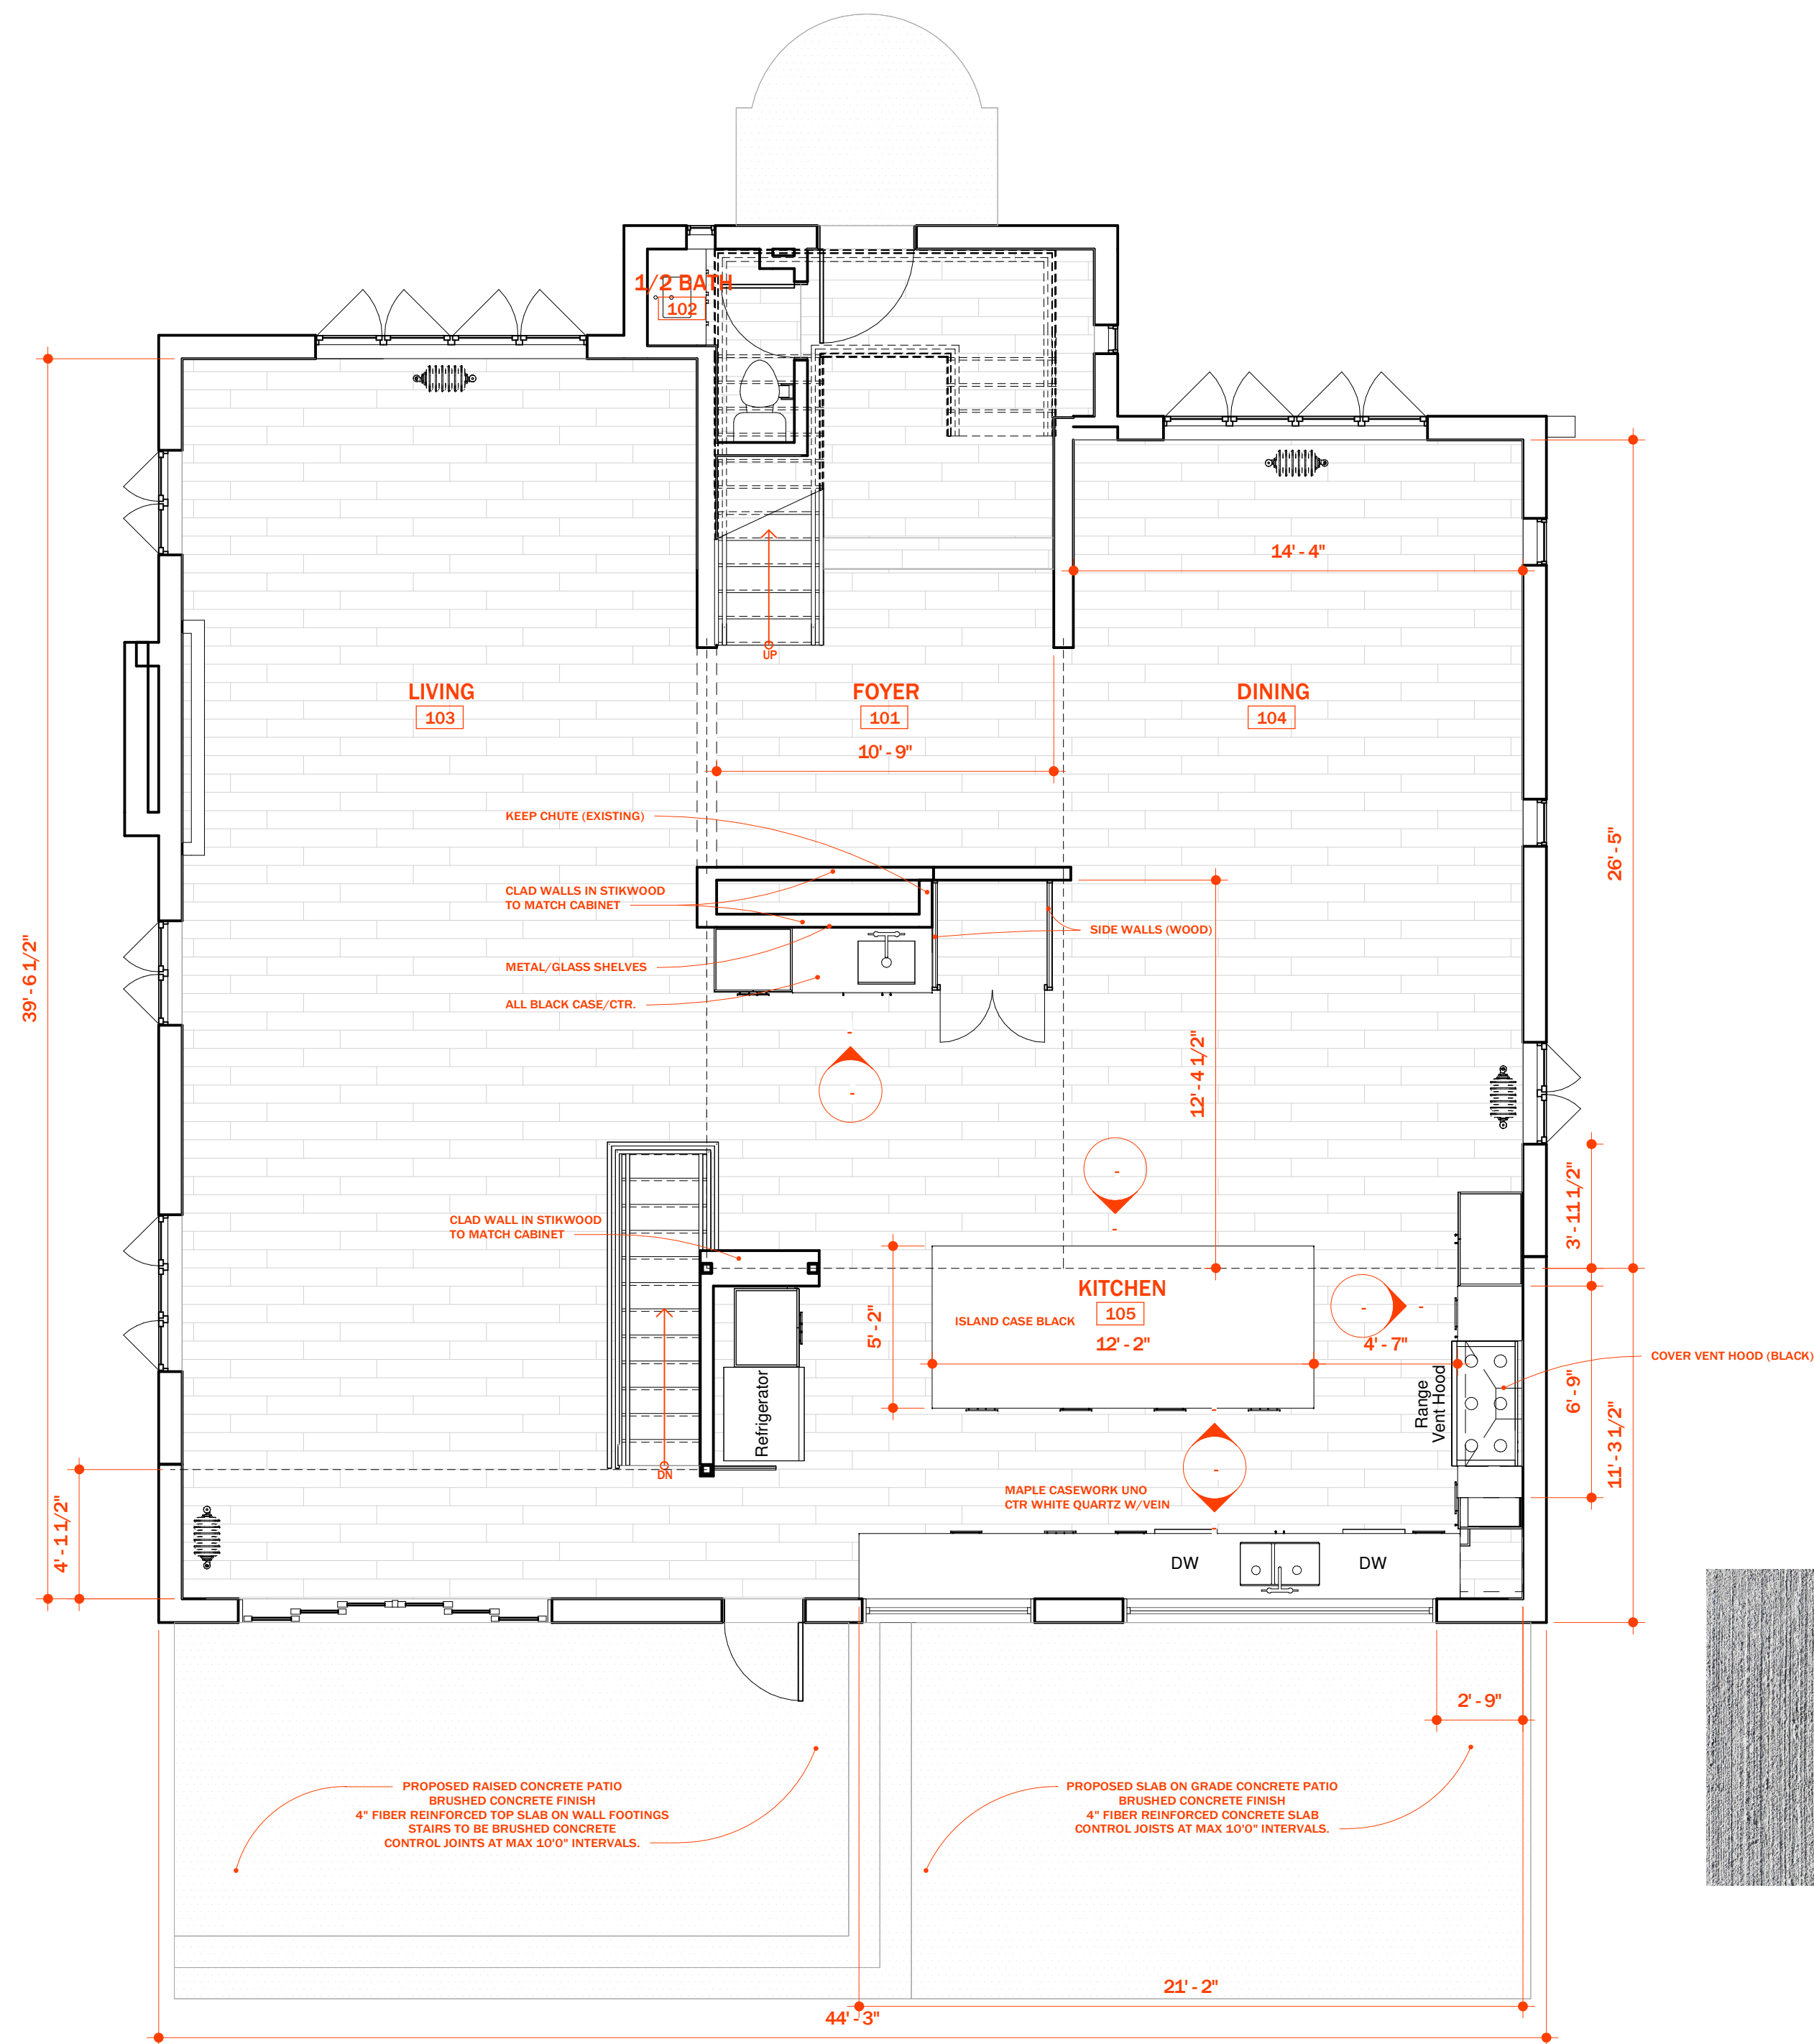 1/2 BATH
102
14' - 4"
UP
LIVING
103
FOYER
101
DINING
104
10' - 9"
KEEP CHUTE (EXISTING)
26' - 5"
CLAD WALLS IN STIKWOOD
TO MATCH CABINET
SIDE WALLS (WOOD)
39' - 6 1/2"
METAL/GLASS SHELVES
ALL BLACK CASE/CTR.
-
-
12' - 4 1/2"
-
-
CLAD WALL IN STIKWOOD
TO MATCH CABINET
3' - 11 1/2"
KITCHEN
105
ISLAND CASE BLACK
5' - 2"
12' - 2"
-
-
4' - 7"
COVER VENT HOOD (BLACK)
6' - 9"
11' - 3 1/2"
Range
Vent Hood
Refrigerator
-
-
-
DN
MAPLE CASEWORK UNO
CTR WHITE QUARTZ W/VEIN
4' - 1 1/2"
DW
DW
2' - 9"
PROPOSED RAISED CONCRETE PATIO
BRUSHED CONCRETE FINISH
4" FIBER REINFORCED TOP SLAB ON WALL FOOTINGS
STAIRS TO BE BRUSHED CONCRETE
CONTROL JOINTS AT MAX 10'0" INTERVALS.
PROPOSED SLAB ON GRADE CONCRETE PATIO
BRUSHED CONCRETE FINISH
4" FIBER REINFORCED CONCRETE SLAB
CONTROL JOISTS AT MAX 10'0" INTERVALS.
21' - 2"
44' - 3"